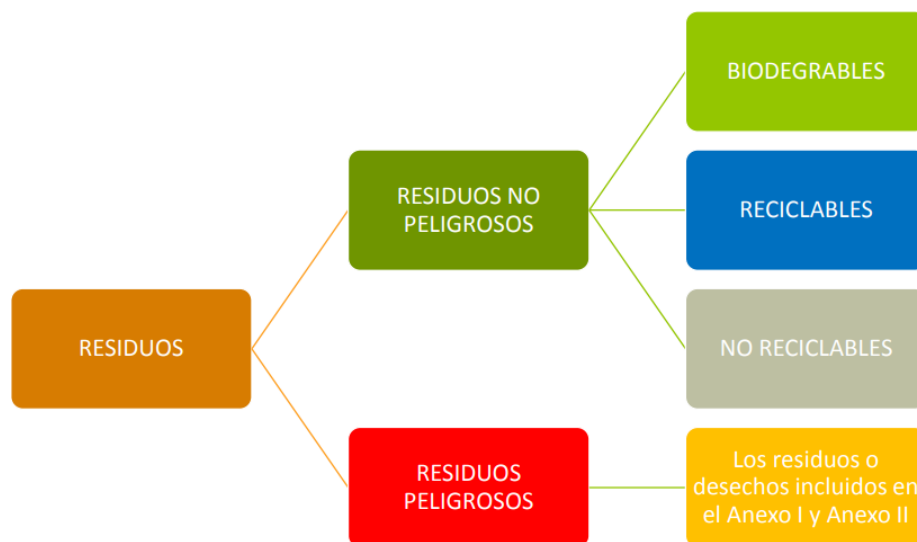 BIODEGRABLES
RESIDUOS NO
PELIGROSOS
RECICLABLES
RESIDUOS
NO RECICLABLES
RESIDUOS
PELIGROSOS
Los residuos o
desechos incluidos en
el Anexo I y Anexo II